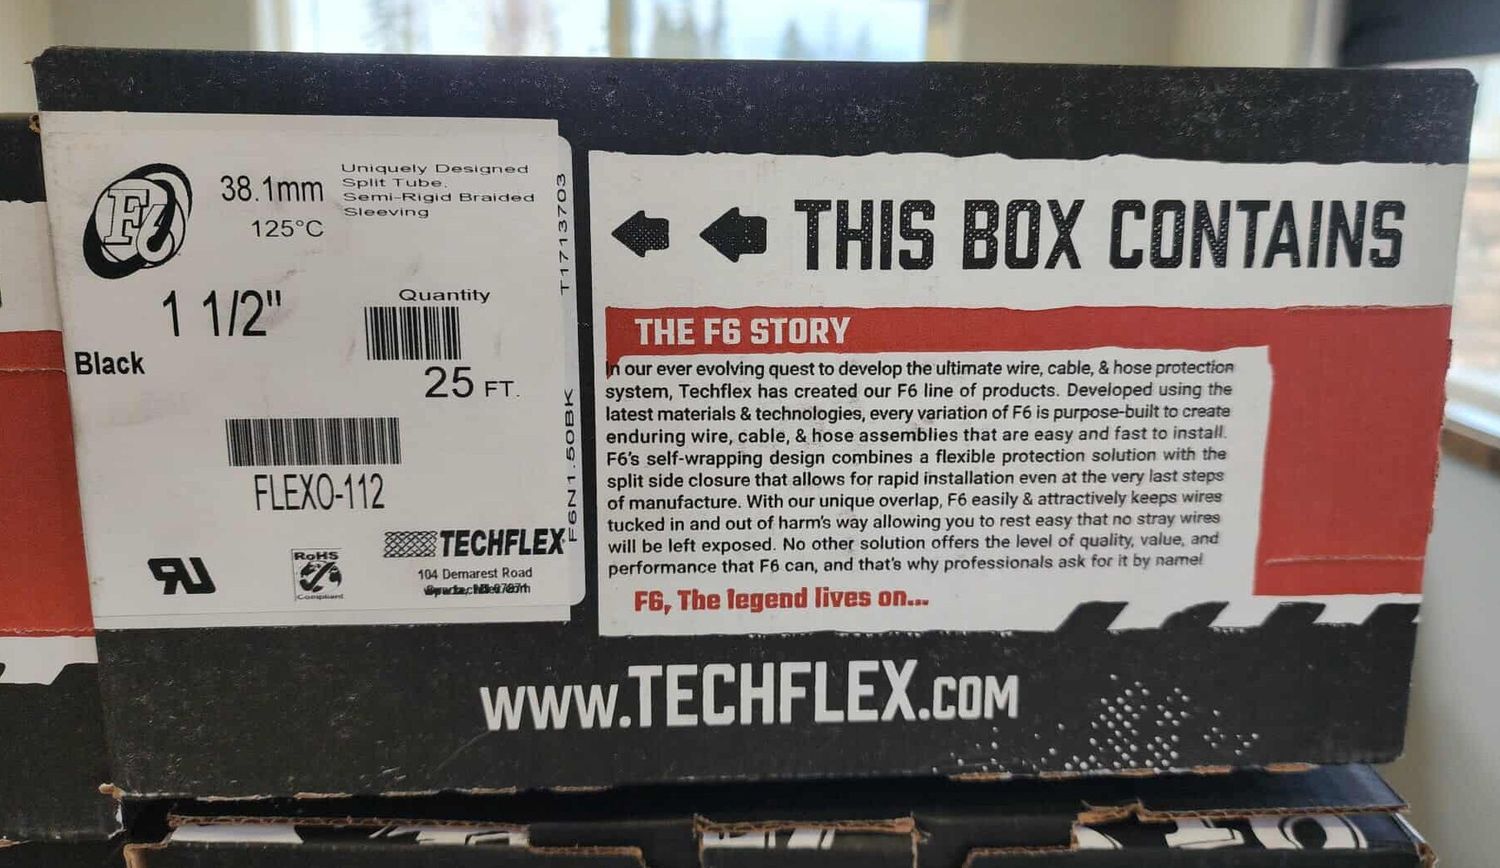 F6
38.1mm
125°C
Uniquely Designed
Split Tube,
Semi-Rigid Braided
Sleeving
T1713703
1 1/2"
Quantity
Black
25 FT.
FLEXO-112
F6N1.50BK
RU
RoHS
Compliant
TECHFLEX
104 Demarest Road
THIS BOX CONTAINS
THE F6 STORY
In our ever evolving quest to develop the ultimate wire, cable, & hose protection
system, Techflex has created our F6 line of products. Developed using the
latest materials & technologies, every variation of F6 is purpose-built to create
enduring wire, cable, & hose assemblies that are easy and fast to install.
F6's self-wrapping design combines a flexible protection solution with the
split side closure that allows for rapid installation even at the very last steps
of manufacture. With our unique overlap, F6 easily & attractively keeps wires
tucked in and out of harm's way allowing you to rest easy that no stray wires
will be left exposed. No other solution offers the level of quality, value, and
performance that F6 can, and that's why professionals ask for it by name!
F6, The legend lives on...
WWW.TECHFLEX.COM